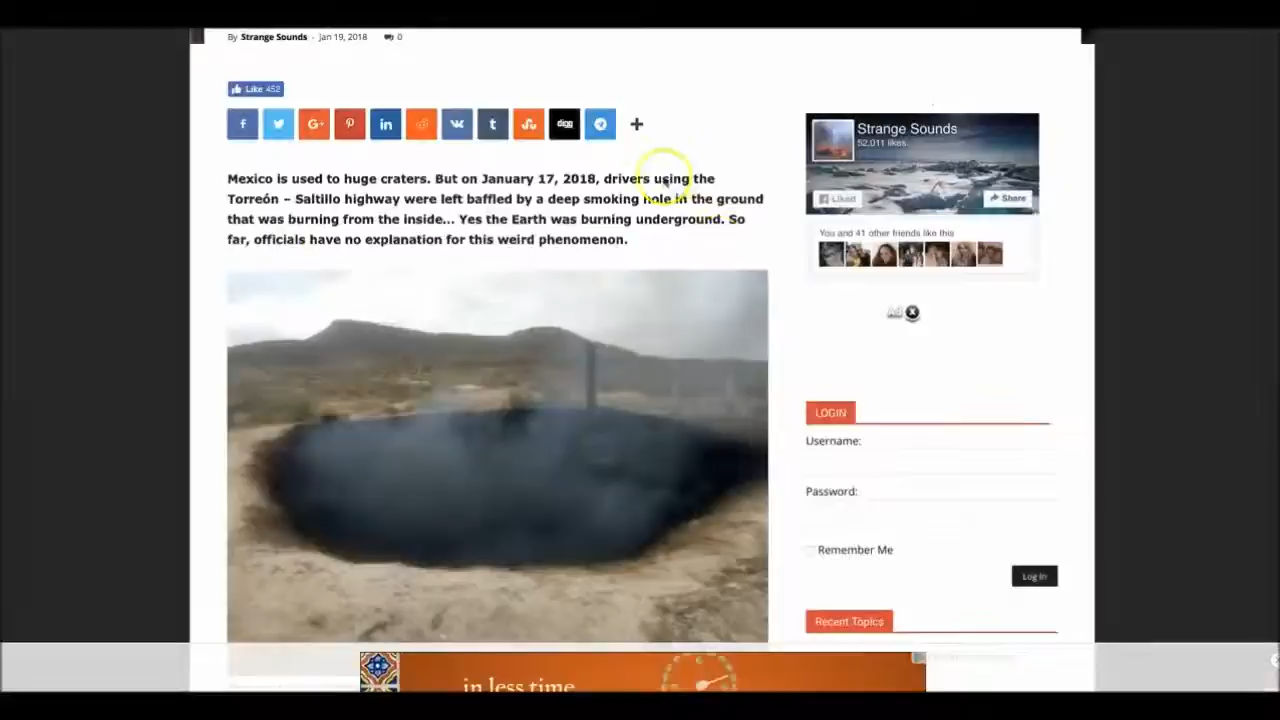 By Strange Sounds - Jan 19, 2018 0
Like 452
f G+ in digg
Mexico is used to huge craters. But on January 17, 2018, drivers using the
Torreón – Saltillo highway were left baffled by a deep smoking hole in the ground
that was burning from the inside... Yes the Earth was burning underground. So
far, officials have no explanation for this weird phenomenon.
Strange Sounds
52,011 likes
Liked Share
You and 41 other friends like this
LOGIN
Username:
Password:
Remember Me
Log In
Recent Topics
in less time